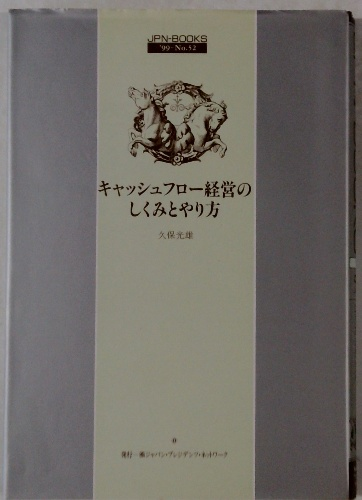 JPN-BOOKS
'99-No.52
キャッシュフロー経営の
しくみとやり方
久保光雄
発行-㈱ジャパン・プレジデンツ・ネットワーク